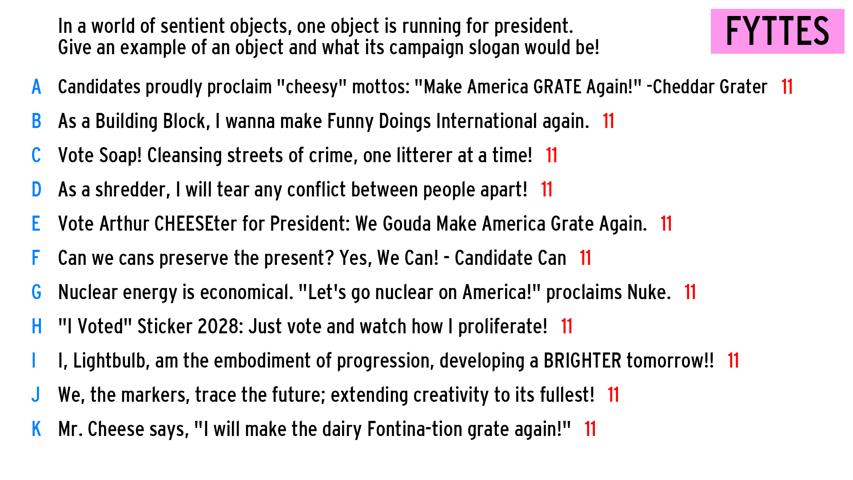 In a world of sentient objects, one object is running for president.
Give an example of an object and what its campaign slogan would be!
FYTTES
A Candidates proudly proclaim "cheesy" mottos: "Make America GRATE Again!" -Cheddar Grater 11
B As a Building Block, I wanna make Funny Doings International again. 11
C Vote Soap! Cleansing streets of crime, one litterer at a time! 11
D As a shredder, I will tear any conflict between people apart! 11
E Vote Arthur CHEESEter for President: We Gouda Make America Grate Again. 11
F Can we cans preserve the present? Yes, We Can! - Candidate Can 11
G Nuclear energy is economical. "Let's go nuclear on America!" proclaims Nuke. 11
H "I Voted" Sticker 2028: Just vote and watch how I proliferate! 11
I I, Lightbulb, am the embodiment of progression, developing a BRIGHTER tomorrow!! 11
J We, the markers, trace the future; extending creativity to its fullest! 11
K Mr. Cheese says, "I will make the dairy Fontina-tion grate again!" 11